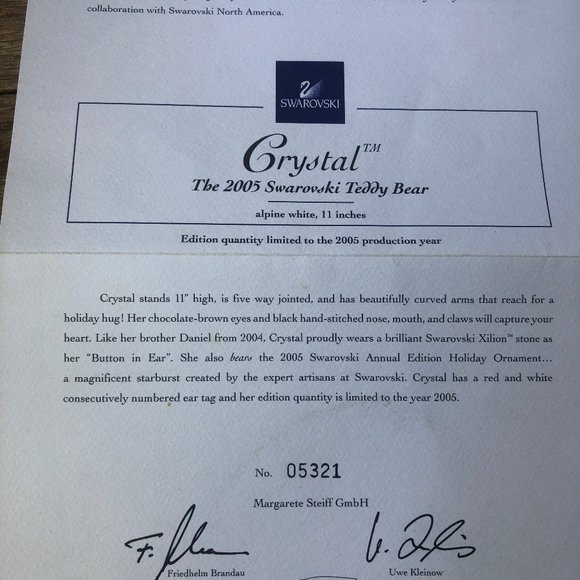 collaboration with Swarovski North America.
SWAROVSKI
Crystal™
The 2005 Swarovski Teddy Bear
alpine white, 11 inches
Edition quantity limited to the 2005 production year
Crystal stands 11" high, is five way jointed, and has beautifully curved arms that reach for a
holiday hug! Her chocolate-brown eyes and black hand-stitched nose, mouth, and claws will capture your
heart. Like her brother Daniel from 2004, Crystal proudly wears a brilliant Swarovski Xilion™ stone as
her "Button in Ear". She also bears the 2005 Swarovski Annual Edition Holiday Ornament...
a magnificent starburst created by the expert artisans at Swarovski. Crystal has a red and white
consecutively numbered ear tag and her edition quantity is limited to the year 2005.
No. 05321
Margarete Steiff GmbH
Friedhelm Brandau Uwe Kleinow